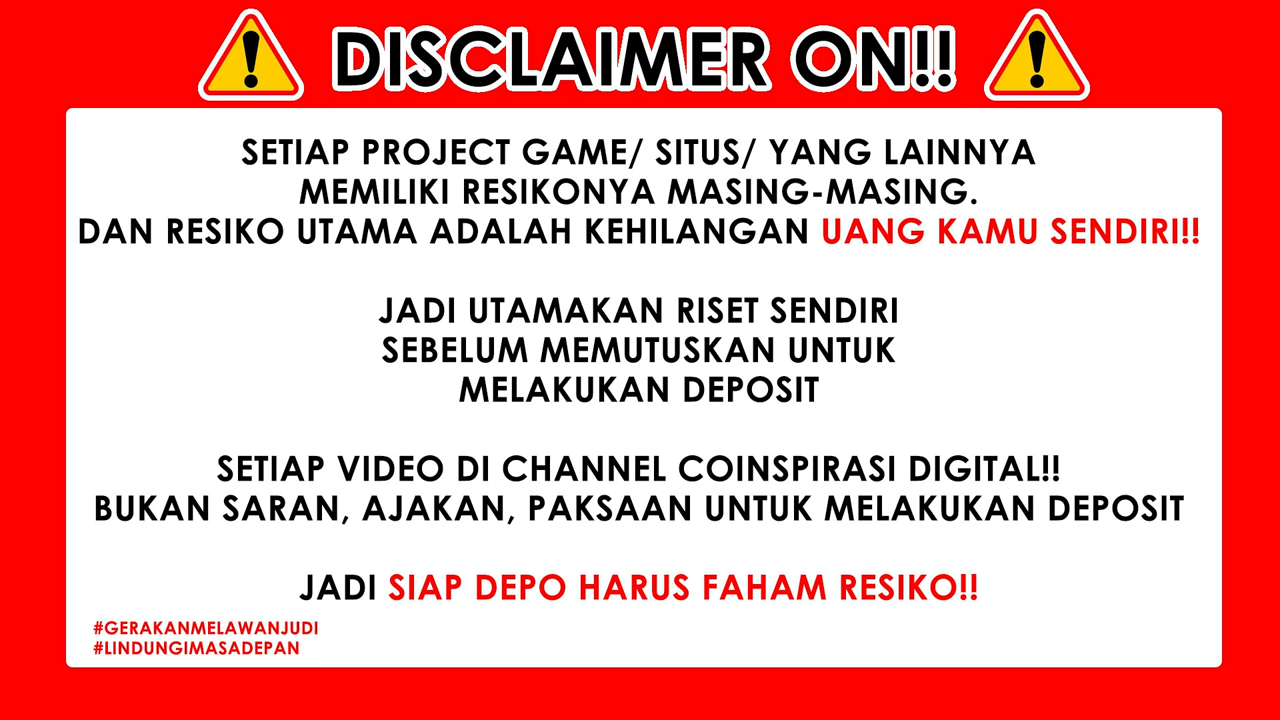 DISCLAIMER ON!!
SETIAP PROJECT GAME/ SITUS/ YANG LAINNYA
MEMILIKI RESIKONYA MASING-MASING.
DAN RESIKO UTAMA ADALAH KEHILANGAN UANG KAMU SENDIRI!!
JADI UTAMAKAN RISET SENDIRI
SEBELUM MEMUTUSKAN UNTUK
MELAKUKAN DEPOSIT
SETIAP VIDEO DI CHANNEL COINSPIRASI DIGITAL!!
BUKAN SARAN, AJAKAN, PAKSAAN UNTUK MELAKUKAN DEPOSIT
JADI SIAP DEPO HARUS FAHAM RESIKO!!
#GERAKANMELAWANJUDI
#LINDUNGIMASADEPAN